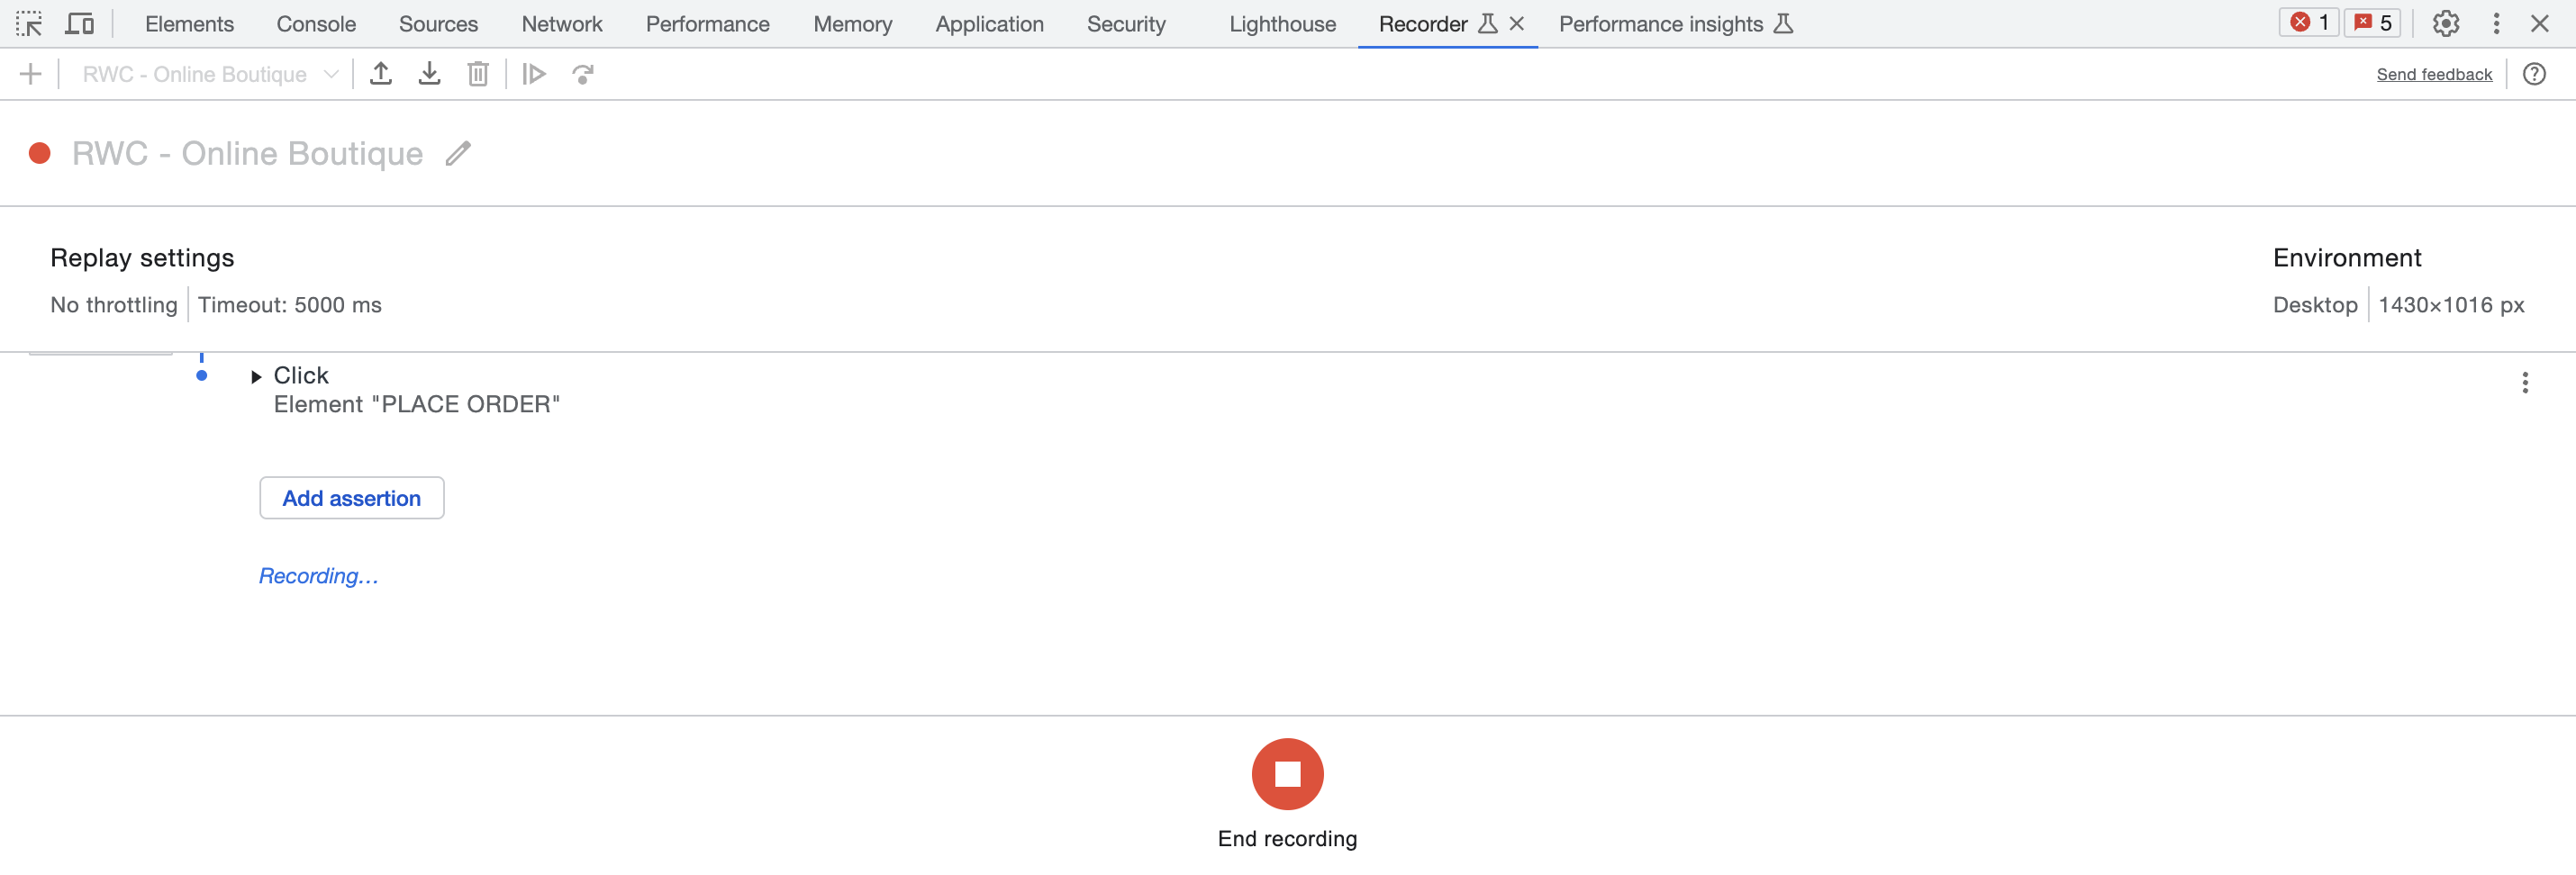 Elements Console Sources Network Performance Memory Application Security Lighthouse Recorder Performance insights 1 5
RWC - Online Boutique Send feedback
RWC - Online Boutique
Replay settings Environment
No throttling Timeout: 5000 ms Desktop 1430×1016 px
Click
Element "PLACE ORDER"
Add assertion
Recording…
End recording